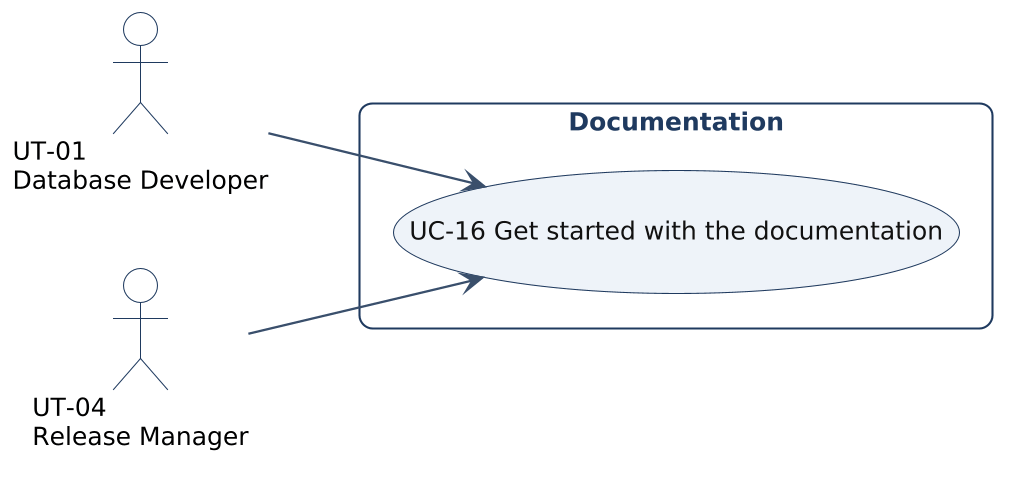 UT-01
Database Developer
Documentation
UC-16 Get started with the documentation
UT-04
Release Manager